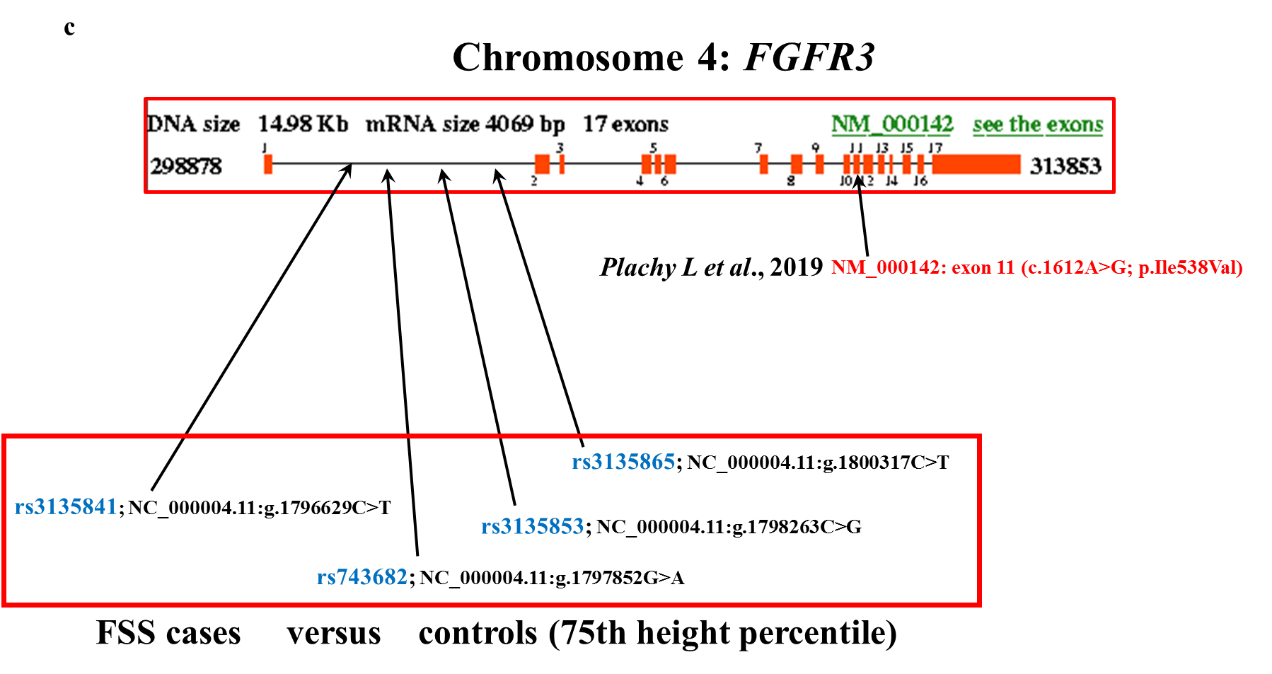 c
Chromosome 4: FGFR3
DNA size 14.98 Kb mRNA size 4069 bp 17 exons NM_000142 see the exons
1 3 5 7 9 11 13 15 17
298878 313853
2 4 6 8 10 12 14 16
Plachy L et al., 2019 NM_000142: exon 11 (c.1612A>G; p.Ile538Val)
rs3135865; NC_000004.11:g.1800317C>T
rs3135841; NC_000004.11:g.1796629C>T
rs3135853; NC_000004.11:g.1798263C>G
rs743682; NC_000004.11:g.1797852G>A
FSS cases versus controls (75th height percentile)